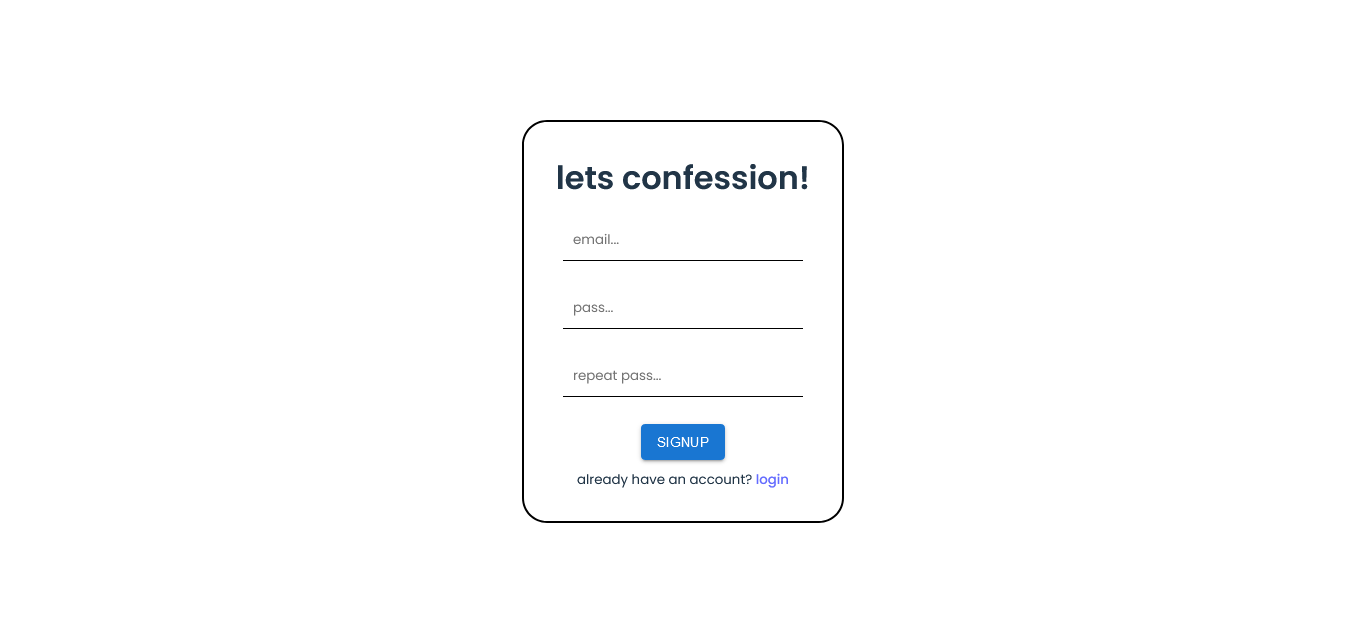 lets confession!
email...
pass...
repeat pass...
SIGNUP
already have an account? login